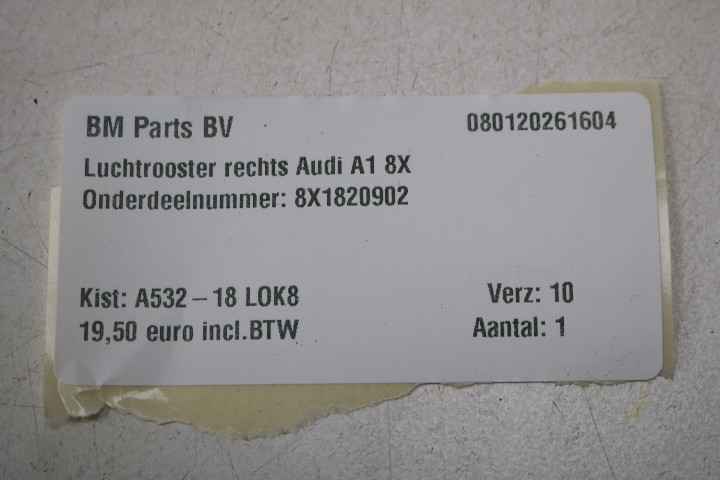 BM Parts BV 080120261604
Luchtrooster rechts Audi A1 8X
Onderdeelnummer: 8X1820902
Kist: A532 – 18 LOK8 Verz: 10
19,50 euro incl.BTW Aantal: 1